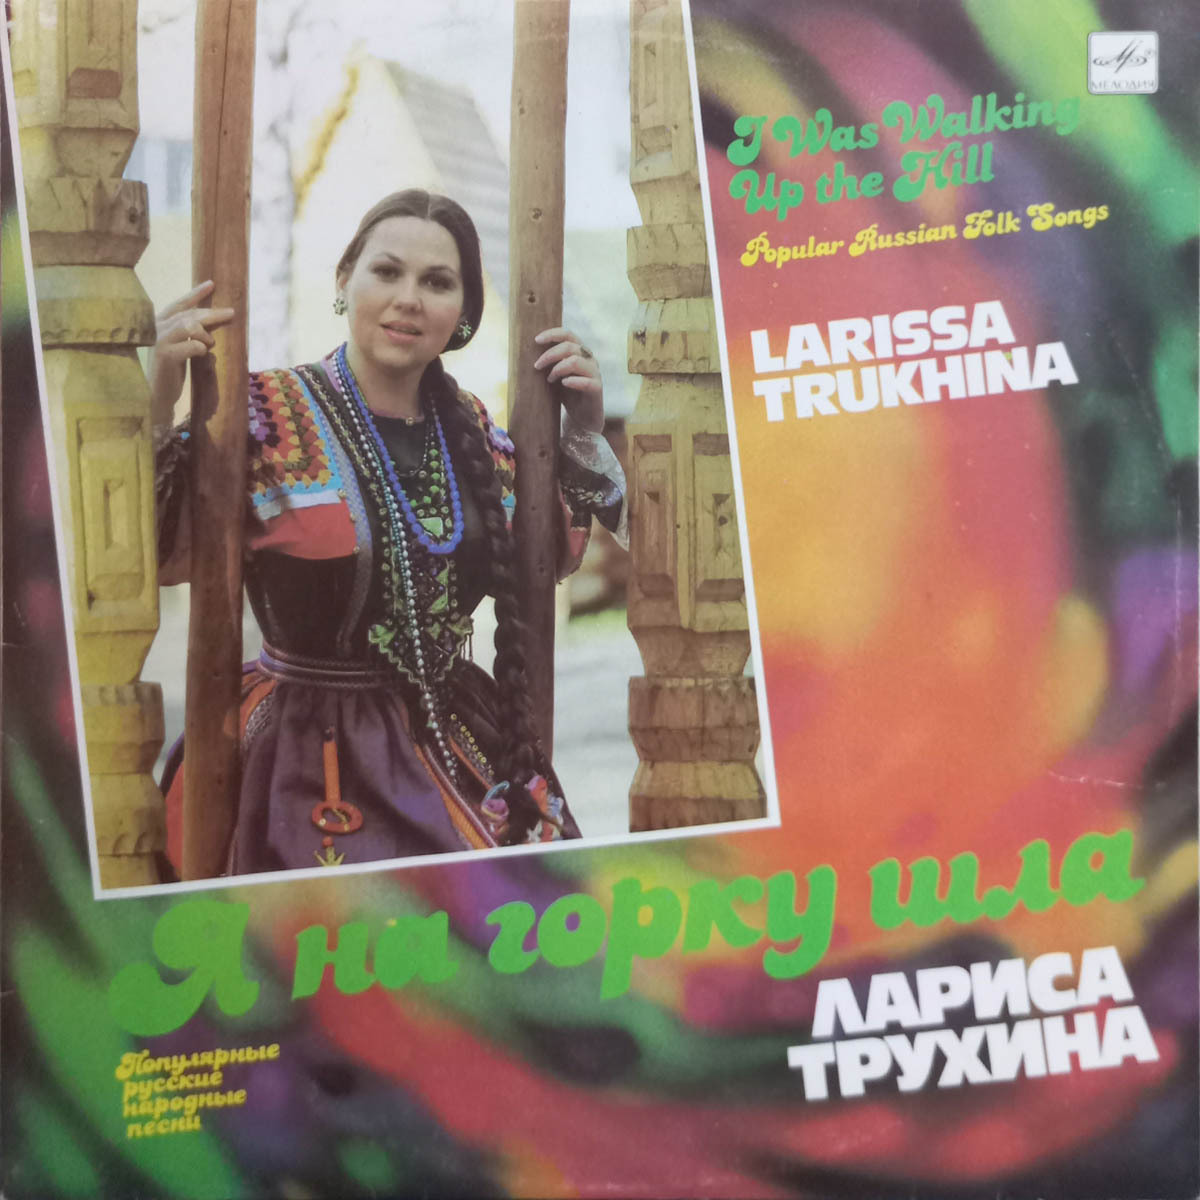 МЕЛОДИЯ
I Was Walking
Up the Hill
Popular Russian Folk Songs
LARISSA
TRUKHINA
Я на горку шла
ЛАРИСА
ТРУХИНА
Популярные
русские
народные
песни